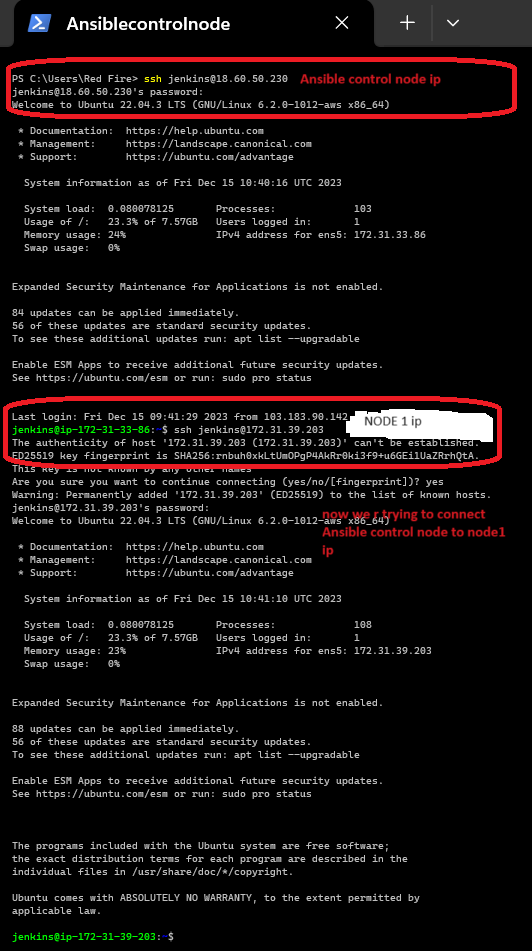 Ansiblecontrolnode
PS C:\Users\Red Fire> ssh jenkins@18.60.50.230 Ansible control node ip
jenkins@18.60.50.230's password:
Welcome to Ubuntu 22.04.3 LTS (GNU/Linux 6.2.0-1012-aws x86_64)
* Documentation: https://help.ubuntu.com
* Management: https://landscape.canonical.com
* Support: https://ubuntu.com/advantage
System information as of Fri Dec 15 10:40:16 UTC 2023
System load: 0.080078125 Processes: 103
Usage of /: 23.3% of 7.57GB Users logged in: 1
Memory usage: 24% IPv4 address for ens5: 172.31.33.86
Swap usage: 0%
Expanded Security Maintenance for Applications is not enabled.
84 updates can be applied immediately.
56 of these updates are standard security updates.
To see these additional updates run: apt list --upgradable
Enable ESM Apps to receive additional future security updates.
See https://ubuntu.com/esm or run: sudo pro status
Last login: Fri Dec 15 09:41:29 2023 from 103.183.90.142
NODE 1 ip
jenkins@ip-172-31-33-86:~$ ssh jenkins@172.31.39.203
The authenticity of host '172.31.39.203 (172.31.39.203)' can't be established.
ED25519 key fingerprint is SHA256:rnbuh0xkLtUmOPgP4AkRr0ki3f9+u6GEi1UaZRrhQtA.
This key is not known by any other names
Are you sure you want to continue connecting (yes/no/[fingerprint])? yes
Warning: Permanently added '172.31.39.203' (ED25519) to the list of known hosts.
jenkins@172.31.39.203's password:
Welcome to Ubuntu 22.04.3 LTS (GNU/Linux 6.2.0-1012-aws x86_64)
now we r trying to connect
Ansible control node to node1
ip
* Documentation: https://help.ubuntu.com
* Management: https://landscape.canonical.com
* Support: https://ubuntu.com/advantage
System information as of Fri Dec 15 10:41:10 UTC 2023
System load: 0.080078125 Processes: 108
Usage of /: 23.3% of 7.57GB Users logged in: 1
Memory usage: 23% IPv4 address for ens5: 172.31.39.203
Swap usage: 0%
Expanded Security Maintenance for Applications is not enabled.
88 updates can be applied immediately.
56 of these updates are standard security updates.
To see these additional updates run: apt list --upgradable
Enable ESM Apps to receive additional future security updates.
See https://ubuntu.com/esm or run: sudo pro status
The programs included with the Ubuntu system are free software;
the exact distribution terms for each program are described in the
individual files in /usr/share/doc/*/copyright.
Ubuntu comes with ABSOLUTELY NO WARRANTY, to the extent permitted by
applicable law.
jenkins@ip-172-31-39-203:~$